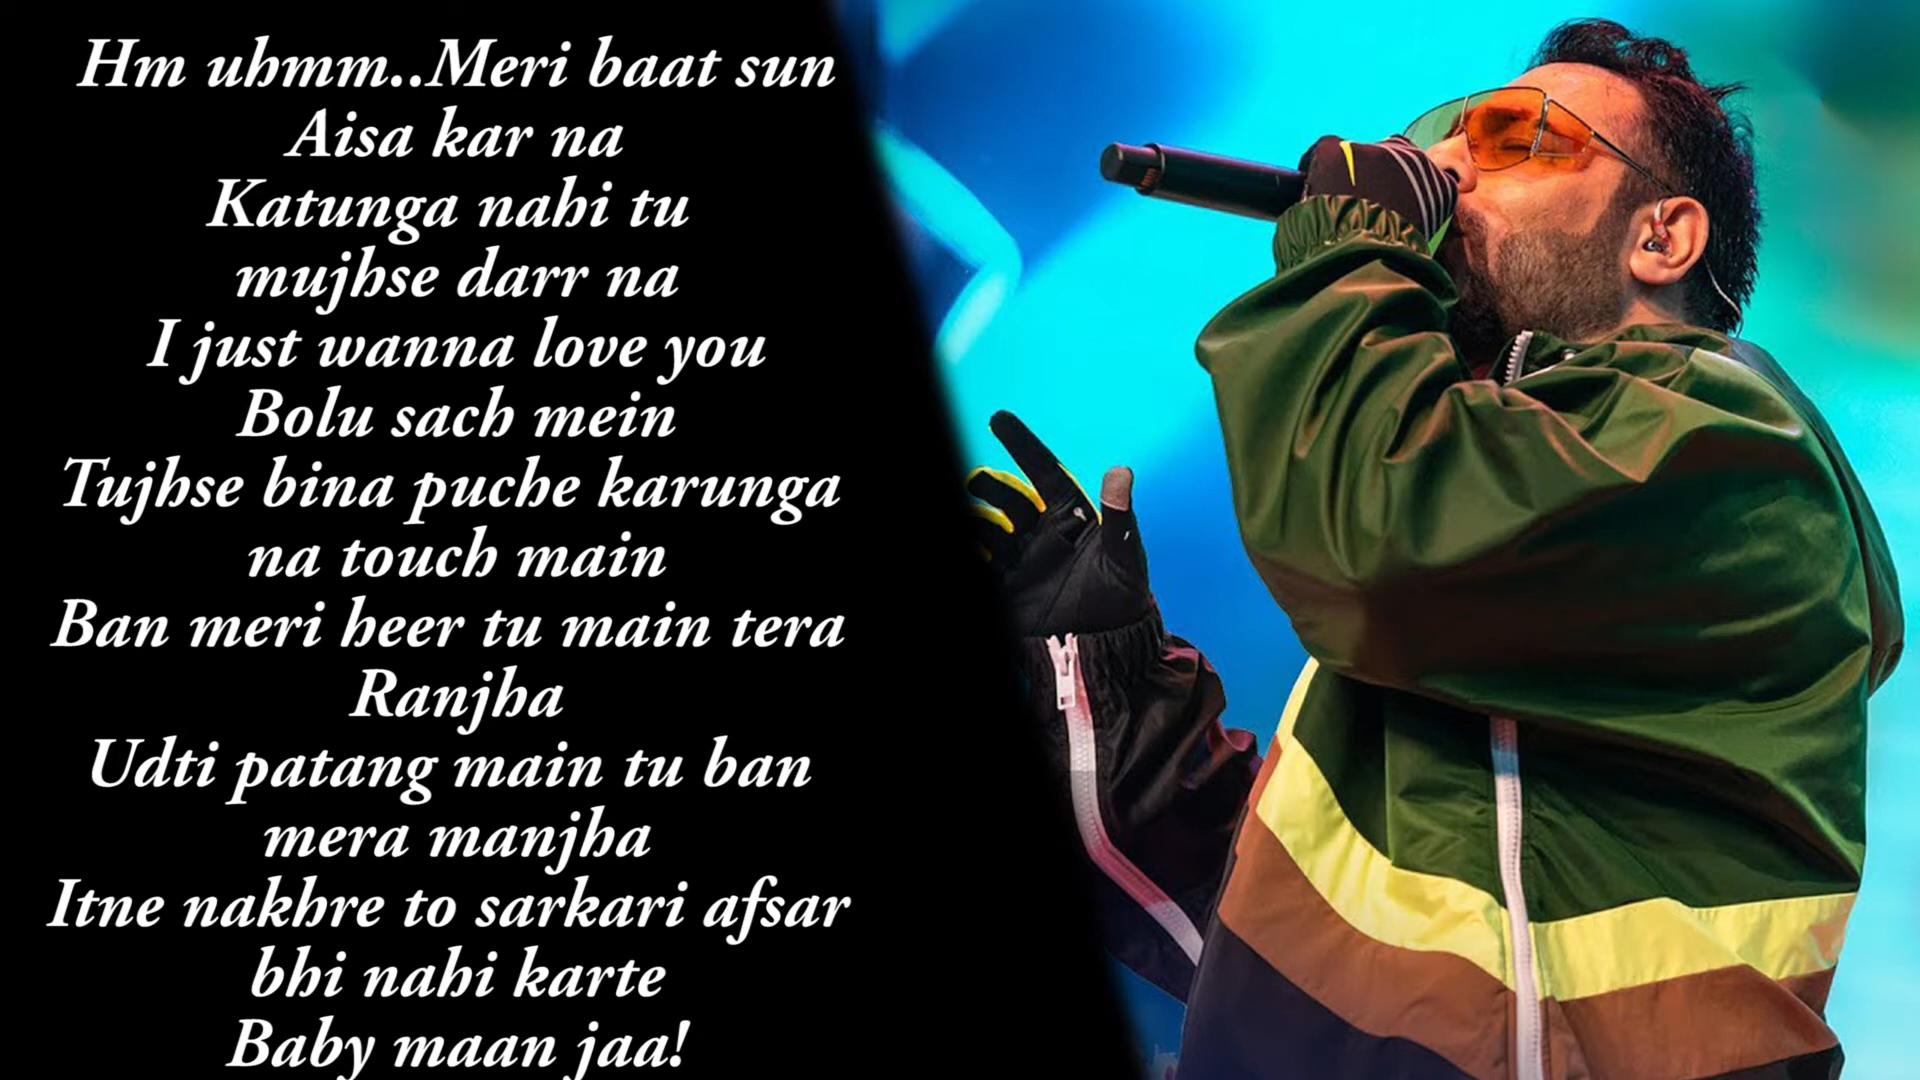 Hm uhmm..Meri baat sun
Aisa kar na
Katunga nahi tu
mujhse darr na
I just wanna love you
Bolu sach mein
Tujhse bina puche karunga
na touch main
Ban meri heer tu main tera
Ranjha
Udti patang main tu ban
mera manjha
Itne nakhre to sarkari afsar
bhi nahi karte
Baby maan jaa!